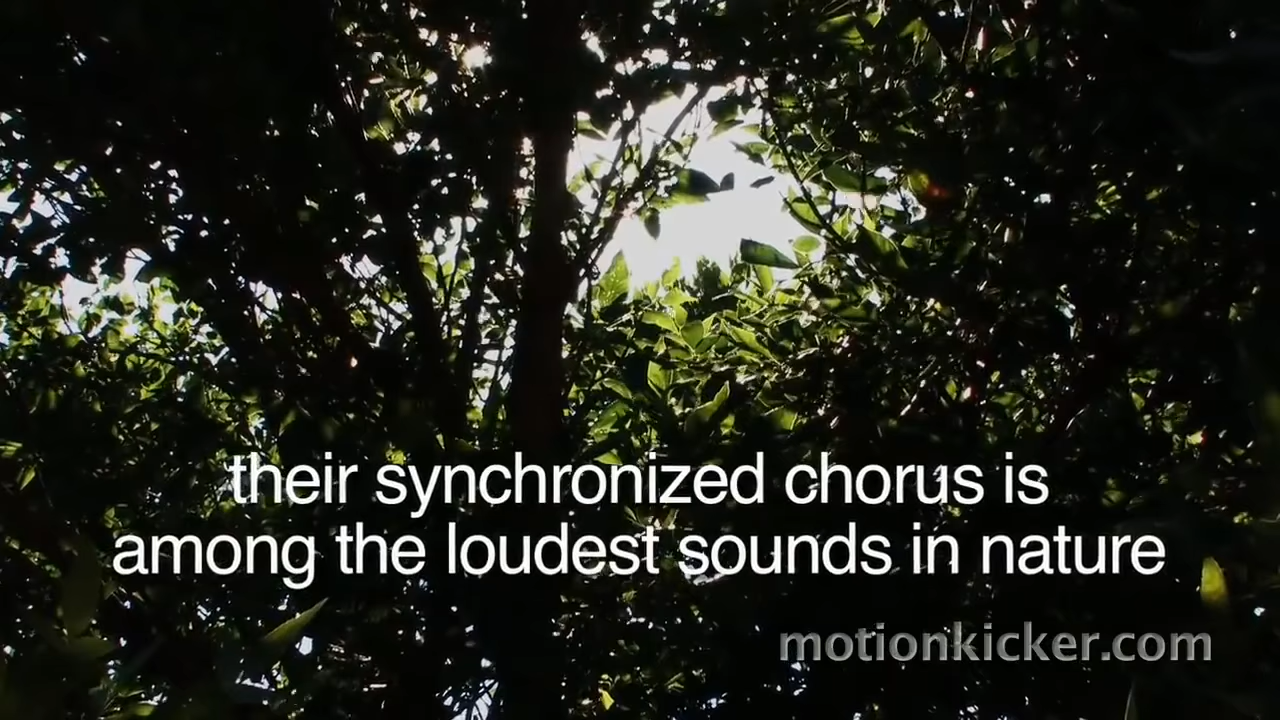 their synchronized chorus is
among the loudest sounds in nature
motionkicker.com